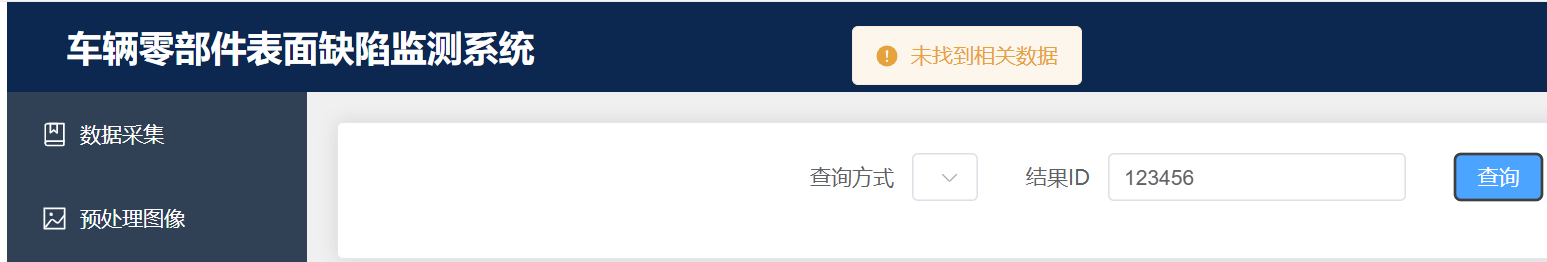 车辆零部件表面缺陷监测系统
未找到相关数据
数据采集
查询方式
结果ID
123456
查询
预处理图像